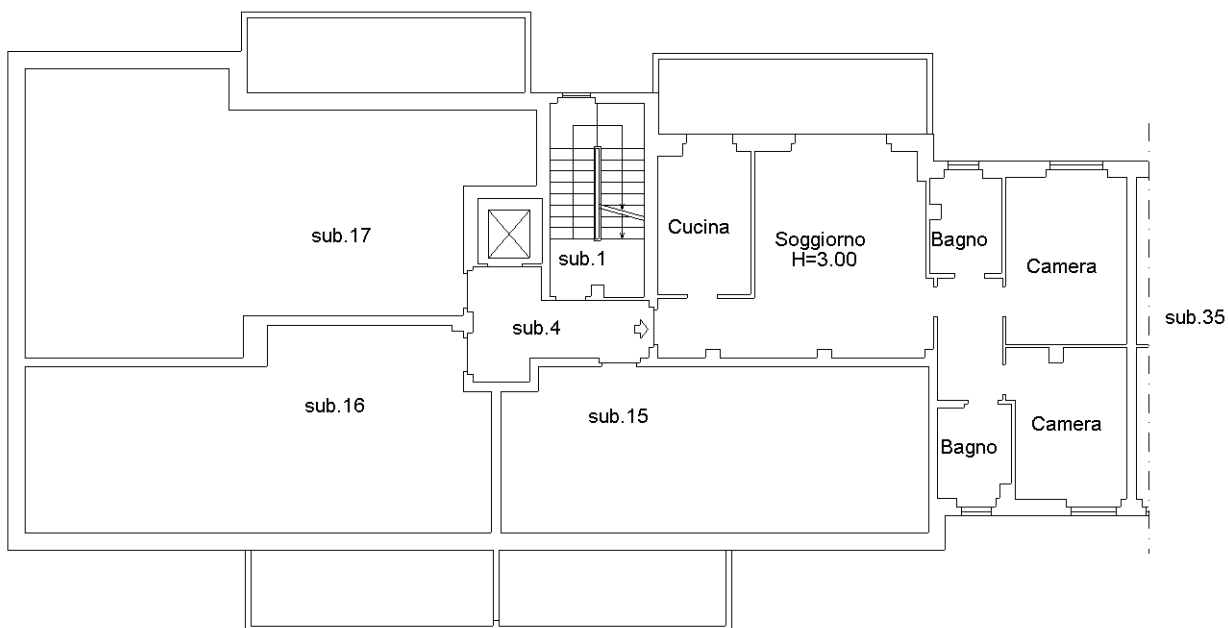 sub.17
sub.1
Cucina
Soggiorno
H=3.00
Bagno
Camera
sub.35
sub.4
sub.16
sub.15
Camera
Bagno